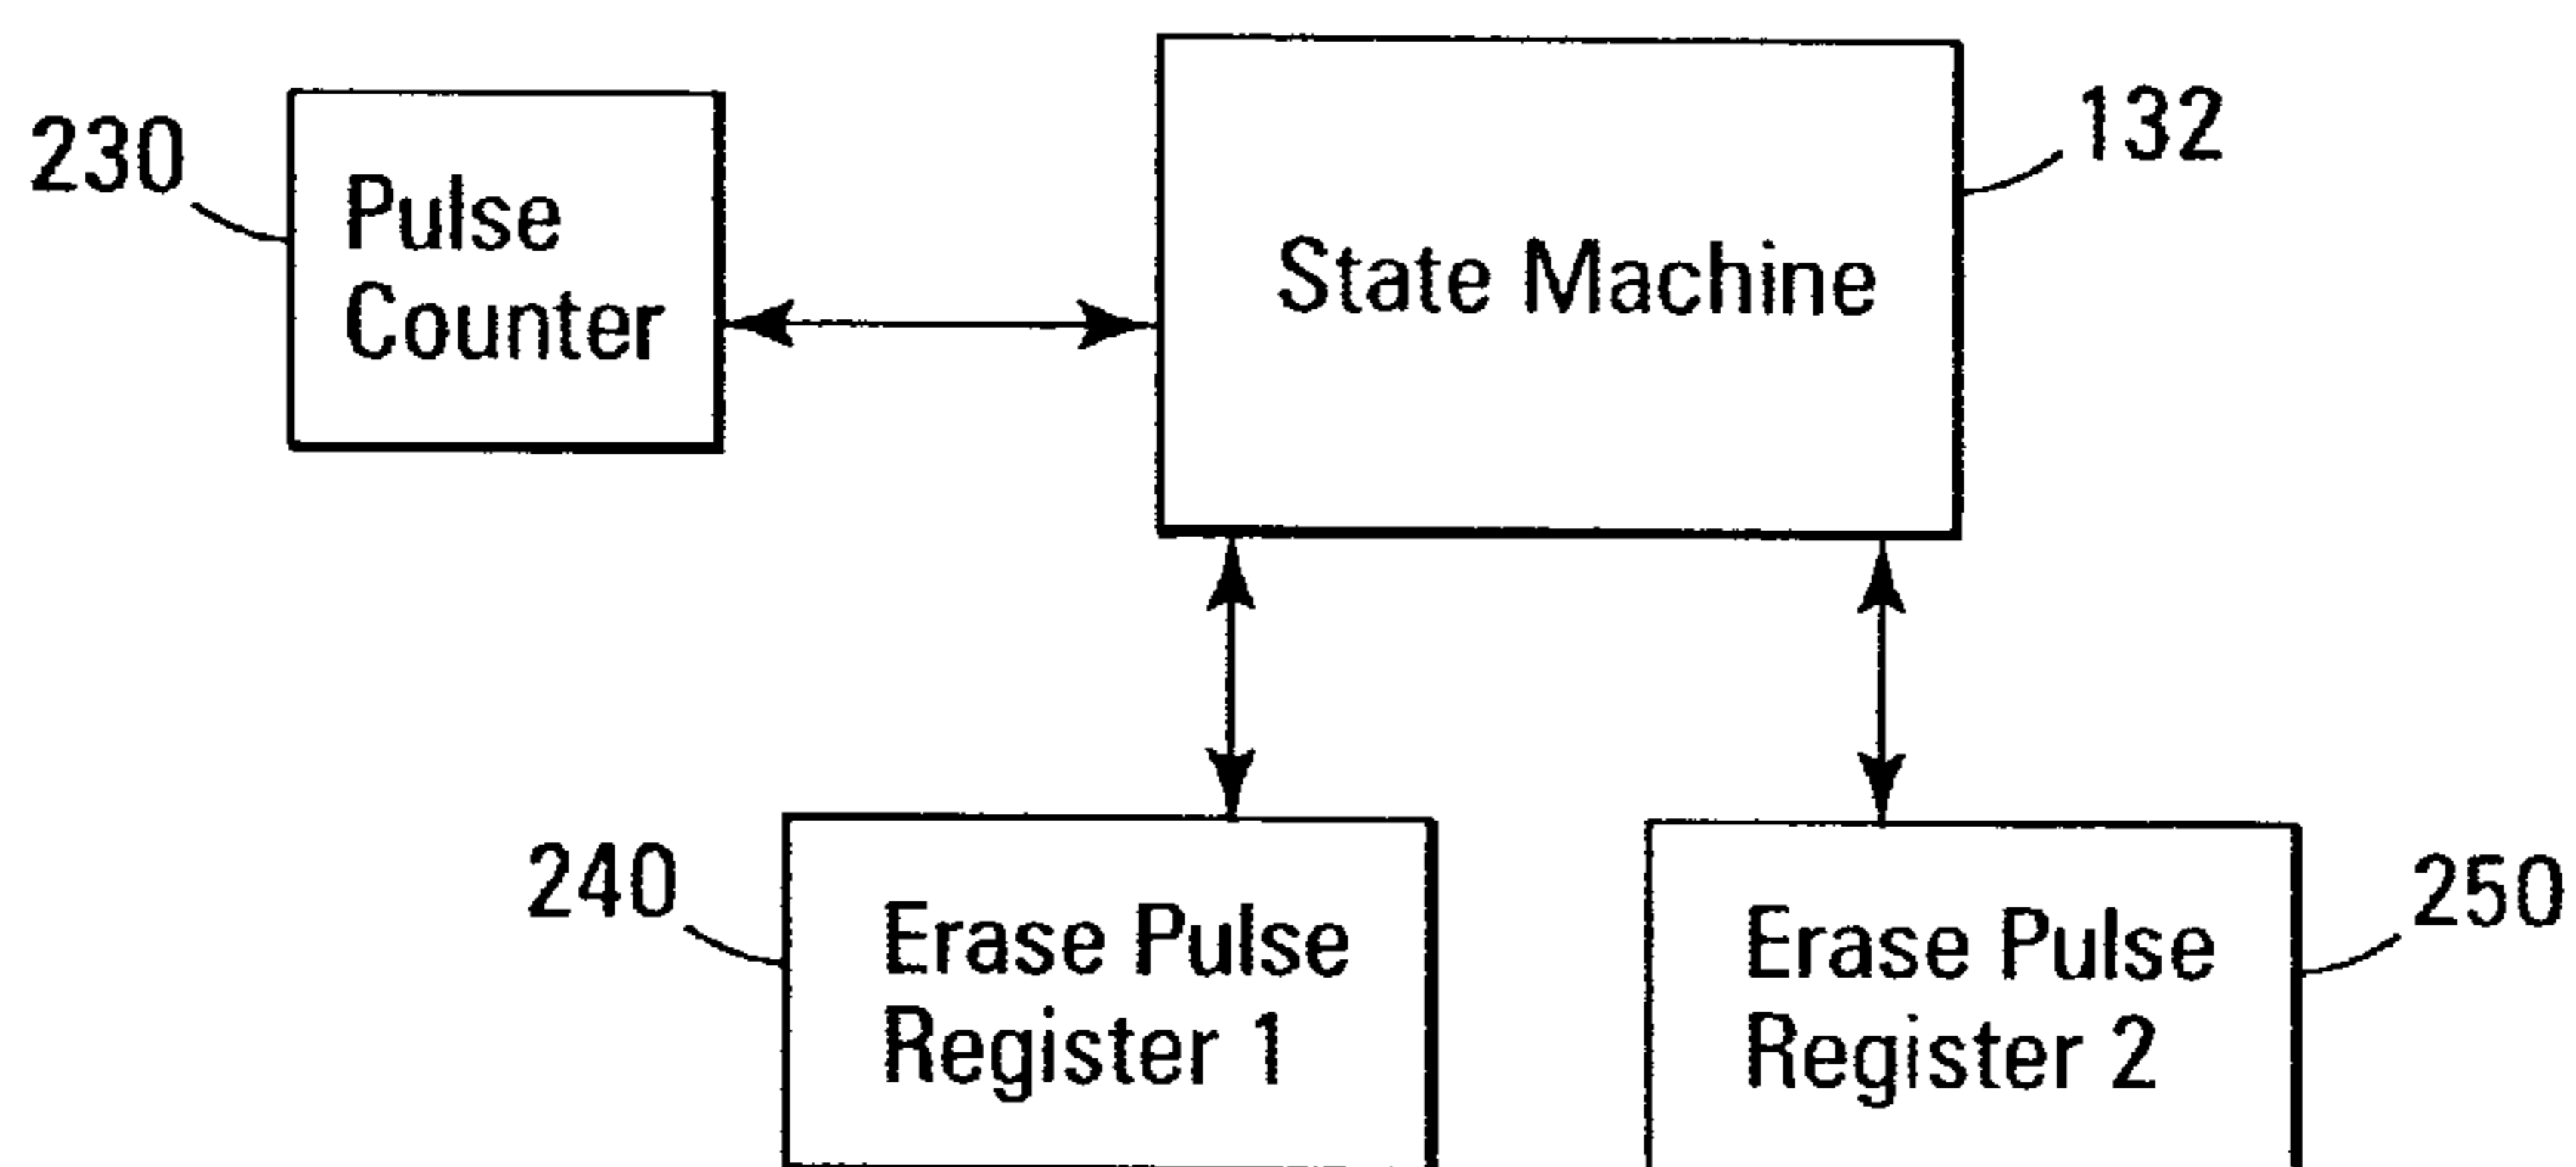 230
Pulse
Counter
State Machine
132
240
Erase Pulse
Register 1
Erase Pulse
Register 2
250